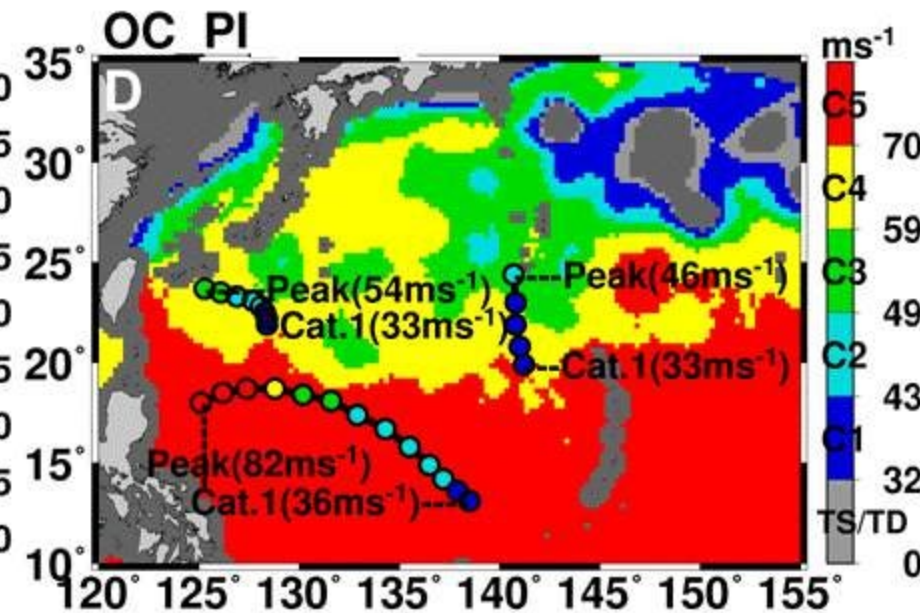 OC PI
ms⁻¹
D
35°
30°
25°
20°
15°
10°
120°
125°
130°
135°
140°
145°
150°
155°
Peak(54ms⁻¹)
Cat.1(33ms⁻¹)
Peak(46ms⁻¹)
Cat.1(33ms⁻¹)
Peak(82ms⁻¹)
Cat.1(36ms⁻¹)
C5
70
C4
59
C3
49
C2
43
C1
32
TS/TD
0